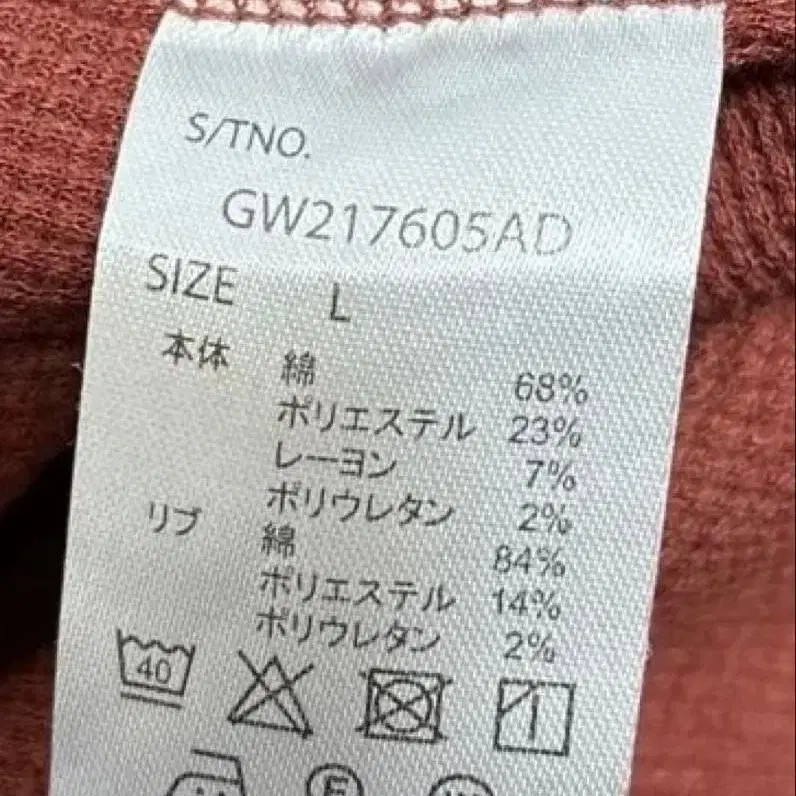 S/TNO.
GW217605AD
SIZE L
本体 綿 68%
ポリエステル 23%
レーヨン 7%
ポリウレタン 2%
リブ 綿 84%
ポリエステル 14%
ポリウレタン 2%
40